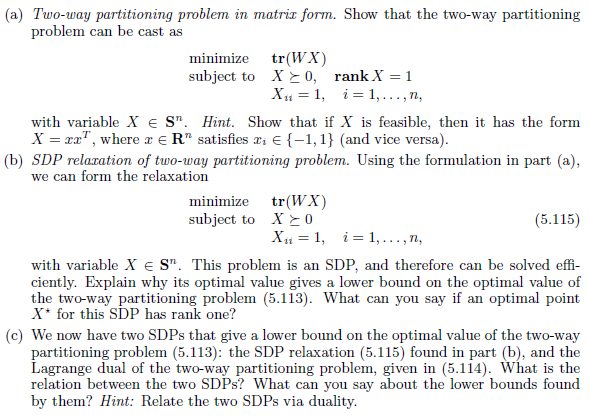 (a) Two-way partitioning problem in matrix form. Show that the two-way partitioning
problem can be cast as
minimize tr(WX)
subject to X ⪰ 0, rank X = 1
X_ii = 1, i = 1, . . . , n,
with variable X ∈ S^n. Hint. Show that if X is feasible, then it has the form
X = xx^T, where x ∈ R^n satisfies x_i ∈ {−1, 1} (and vice versa).
(b) SDP relaxation of two-way partitioning problem. Using the formulation in part (a),
we can form the relaxation
minimize tr(WX)
subject to X ⪰ 0 (5.115)
X_ii = 1, i = 1, . . . , n,
with variable X ∈ S^n. This problem is an SDP, and therefore can be solved effi-
ciently. Explain why its optimal value gives a lower bound on the optimal value of
the two-way partitioning problem (5.113). What can you say if an optimal point
X* for this SDP has rank one?
(c) We now have two SDPs that give a lower bound on the optimal value of the two-way
partitioning problem (5.113): the SDP relaxation (5.115) found in part (b), and the
Lagrange dual of the two-way partitioning problem, given in (5.114). What is the
relation between the two SDPs? What can you say about the lower bounds found
by them? Hint: Relate the two SDPs via duality.